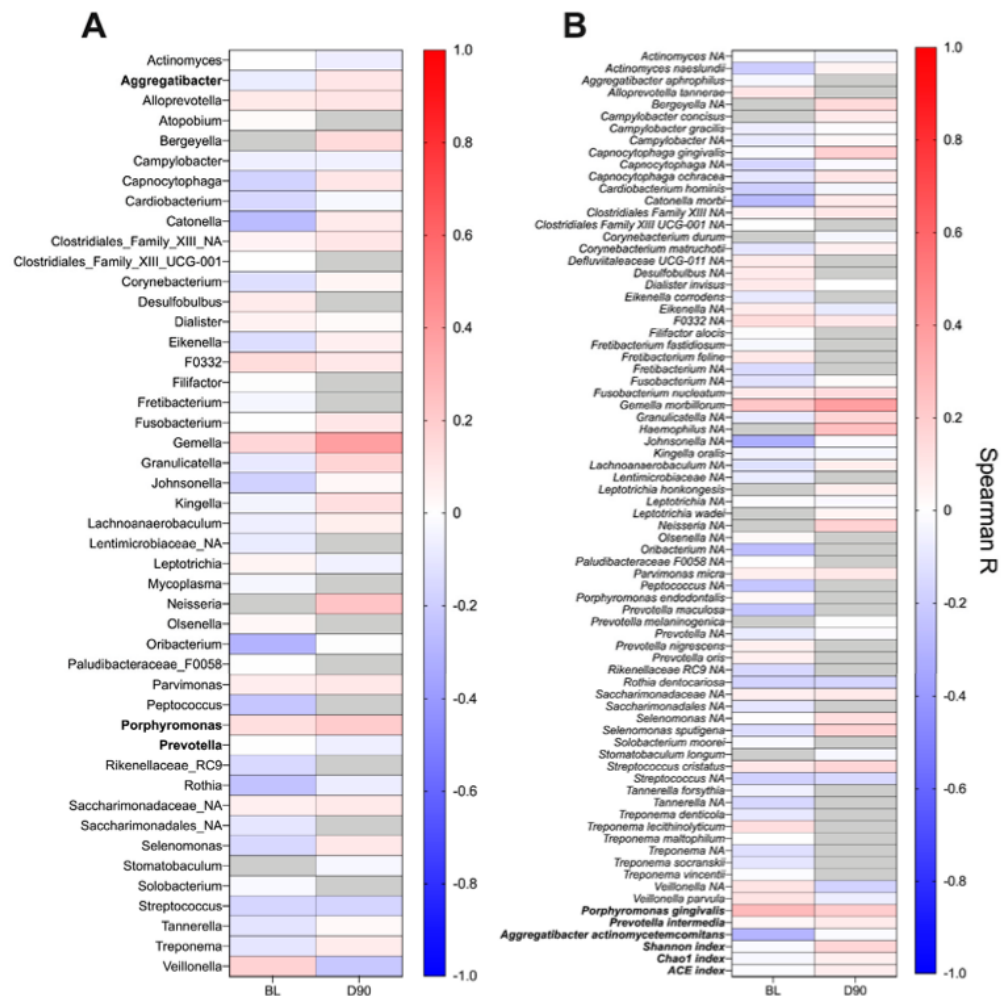 A
Actinomyces
Aggregatibacter
Alloprevotella
Atopobium
Bergeyella
Campylobacter
Capnocytophaga
Cardiobacterium
Catonella
Clostridiales_Family_XIII_NA
Clostridiales_Family_XIII_UCG-001
Corynebacterium
Desulfobulbus
Dialister
Eikenella
F0332
Filifactor
Fretibacterium
Fusobacterium
Gemella
Granulicatella
Johnsonella
Kingella
Lachnoanaerobaculum
Lentimicrobiaceae_NA
Leptotrichia
Mycoplasma
Neisseria
Olsenella
Oribacterium
Paludibacteraceae_F0058
Parvimonas
Peptococcus
Porphyromonas
Prevotella
Rikenellaceae_RC9
Rothia
Saccharimonadaceae_NA
Saccharimonadales_NA
Selenomonas
Stomatobaculum
Solobacterium
Streptococcus
Tannerella
Treponema
Veillonella
BL D90
1.0
0.8
0.6
0.4
0.2
0
-0.2
-0.4
-0.6
-0.8
-1.0
B
Actinomyces NA
Actinomyces naeslundii
Aggregatibacter aphrophilus
Alloprevotella tannerae
Bergeyella NA
Campylobacter concisus
Campylobacter gracilis
Campylobacter NA
Capnocytophaga gingivalis
Capnocytophaga NA
Capnocytophaga ochracea
Cardiobacterium hominis
Catonella morbi
Clostridiales Family XIII NA
Clostridiales Family XIII UCG-001 NA
Corynebacterium durum
Corynebacterium matruchotii
Defluviitaleaceae UCG-011 NA
Desulfobulbus NA
Dialister invisus
Eikenella corrodens
Eikenella NA
F0332 NA
Filifactor alocis
Fretibacterium fastidiosum
Fretibacterium feline
Fretibacterium NA
Fusobacterium NA
Fusobacterium nucleatum
Gemella morbillorum
Granulicatella NA
Haemophilus NA
Johnsonella NA
Kingella oralis
Lachnoanaerobaculum NA
Lentimicrobiaceae NA
Leptotrichia honkongesis
Leptotrichia NA
Leptotrichia wadei
Neisseria NA
Olsenella NA
Oribacterium NA
Paludibacteraceae F0058 NA
Parvimonas micra
Peptococcus NA
Porphyromonas endodontalis
Prevotella maculosa
Prevotella melaninogenica
Prevotella NA
Prevotella nigrescens
Prevotella oris
Rikenellaceae RC9 NA
Rothia dentocariosa
Saccharimonadaceae NA
Saccharimonadales NA
Selenomonas NA
Selenomonas sputigena
Solobacterium moorei
Stomatobaculum longum
Streptococcus cristatus
Streptococcus NA
Tannerella forsythia
Tannerella NA
Treponema denticola
Treponema lecithinolyticum
Treponema maltophilum
Treponema NA
Treponema socranskii
Treponema vincentii
Veillonella NA
Veillonella parvula
Porphyromonas gingivalis
Prevotella intermedia
Aggregatibacter actinomycetemcomitans
Shannon index
Chao1 index
ACE index
BL D90
1.0
0.8
0.6
0.4
0.2
0
-0.2
-0.4
-0.6
-0.8
-1.0
Spearman R